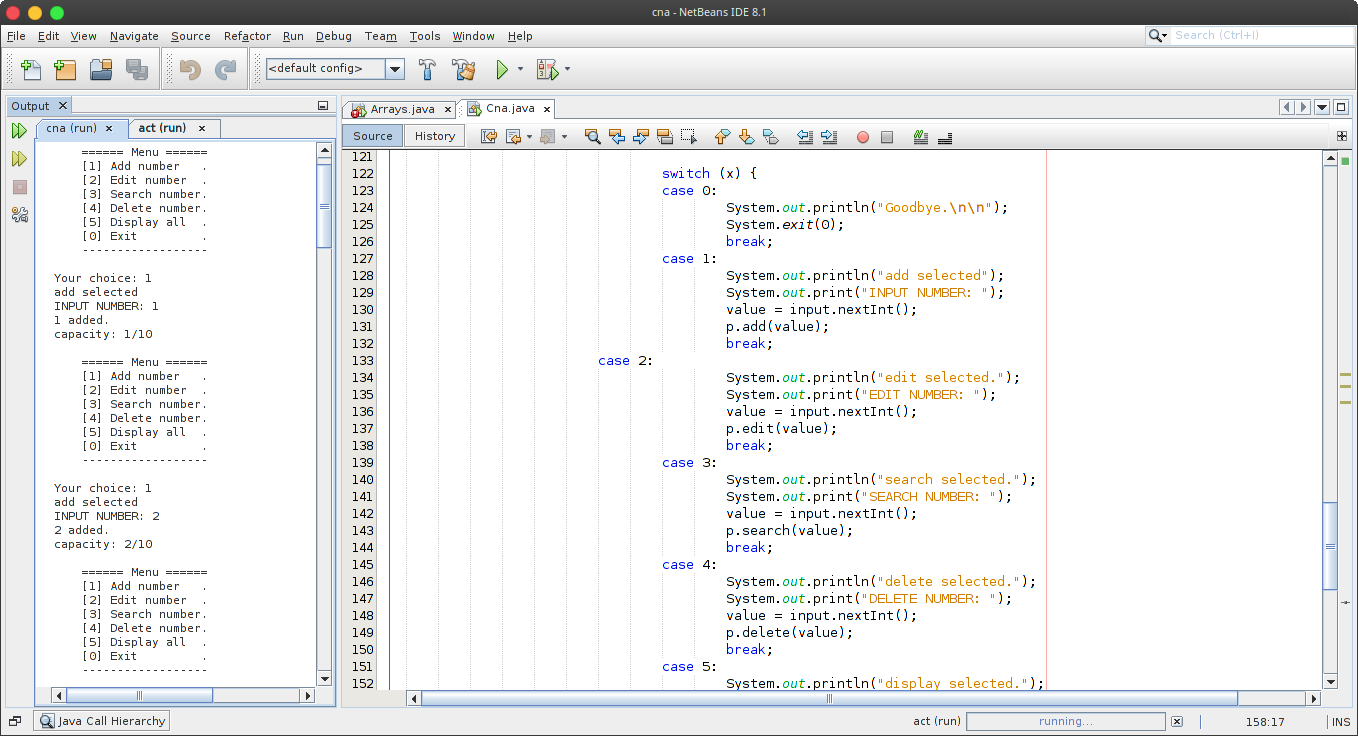 cna - NetBeans IDE 8.1
File Edit View Navigate Source Refactor Run Debug Team Tools Window Help
Search (Ctrl+I)
<default config>
Output
cna (run) act (run)
====== Menu ======
[1] Add number .
[2] Edit number .
[3] Search number.
[4] Delete number.
[5] Display all .
[0] Exit .
------------------
Your choice: 1
add selected
INPUT NUMBER: 1
1 added.
capacity: 1/10
====== Menu ======
[1] Add number .
[2] Edit number .
[3] Search number.
[4] Delete number.
[5] Display all .
[0] Exit .
------------------
Your choice: 1
add selected
INPUT NUMBER: 2
2 added.
capacity: 2/10
====== Menu ======
[1] Add number .
[2] Edit number .
[3] Search number.
[4] Delete number.
[5] Display all .
[0] Exit .
------------------
Arrays.java Cna.java
Source History
121
122 switch (x) {
123 case 0:
124 System.out.println("Goodbye.\n\n");
125 System.exit(0);
126 break;
127 case 1:
128 System.out.println("add selected");
129 System.out.print("INPUT NUMBER: ");
130 value = input.nextInt();
131 p.add(value);
132 break;
133 case 2:
134 System.out.println("edit selected.");
135 System.out.print("EDIT NUMBER: ");
136 value = input.nextInt();
137 p.edit(value);
138 break;
139 case 3:
140 System.out.println("search selected.");
141 System.out.print("SEARCH NUMBER: ");
142 value = input.nextInt();
143 p.search(value);
144 break;
145 case 4:
146 System.out.println("delete selected.");
147 System.out.print("DELETE NUMBER: ");
148 value = input.nextInt();
149 p.delete(value);
150 break;
151 case 5:
152 System.out.println("display selected.");
Java Call Hierarchy
act (run) running... 158:17 INS